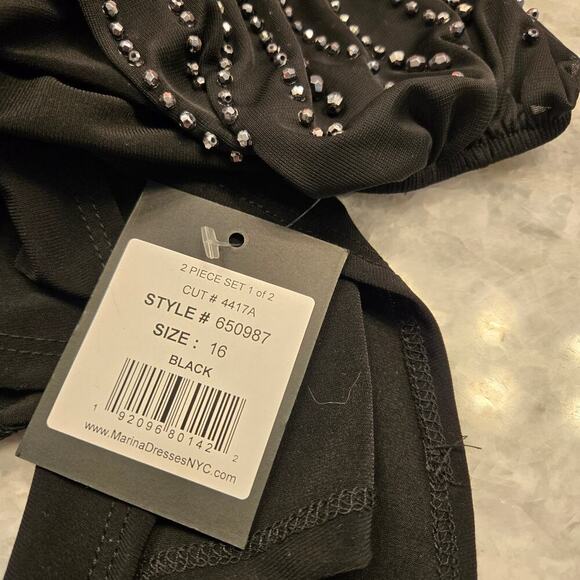 2 PIECE SET 1 of 2
CUT # 4417A
STYLE # 650987
SIZE : 16
BLACK
1 92096 80142 2
www.MarinaDressesNYC.com